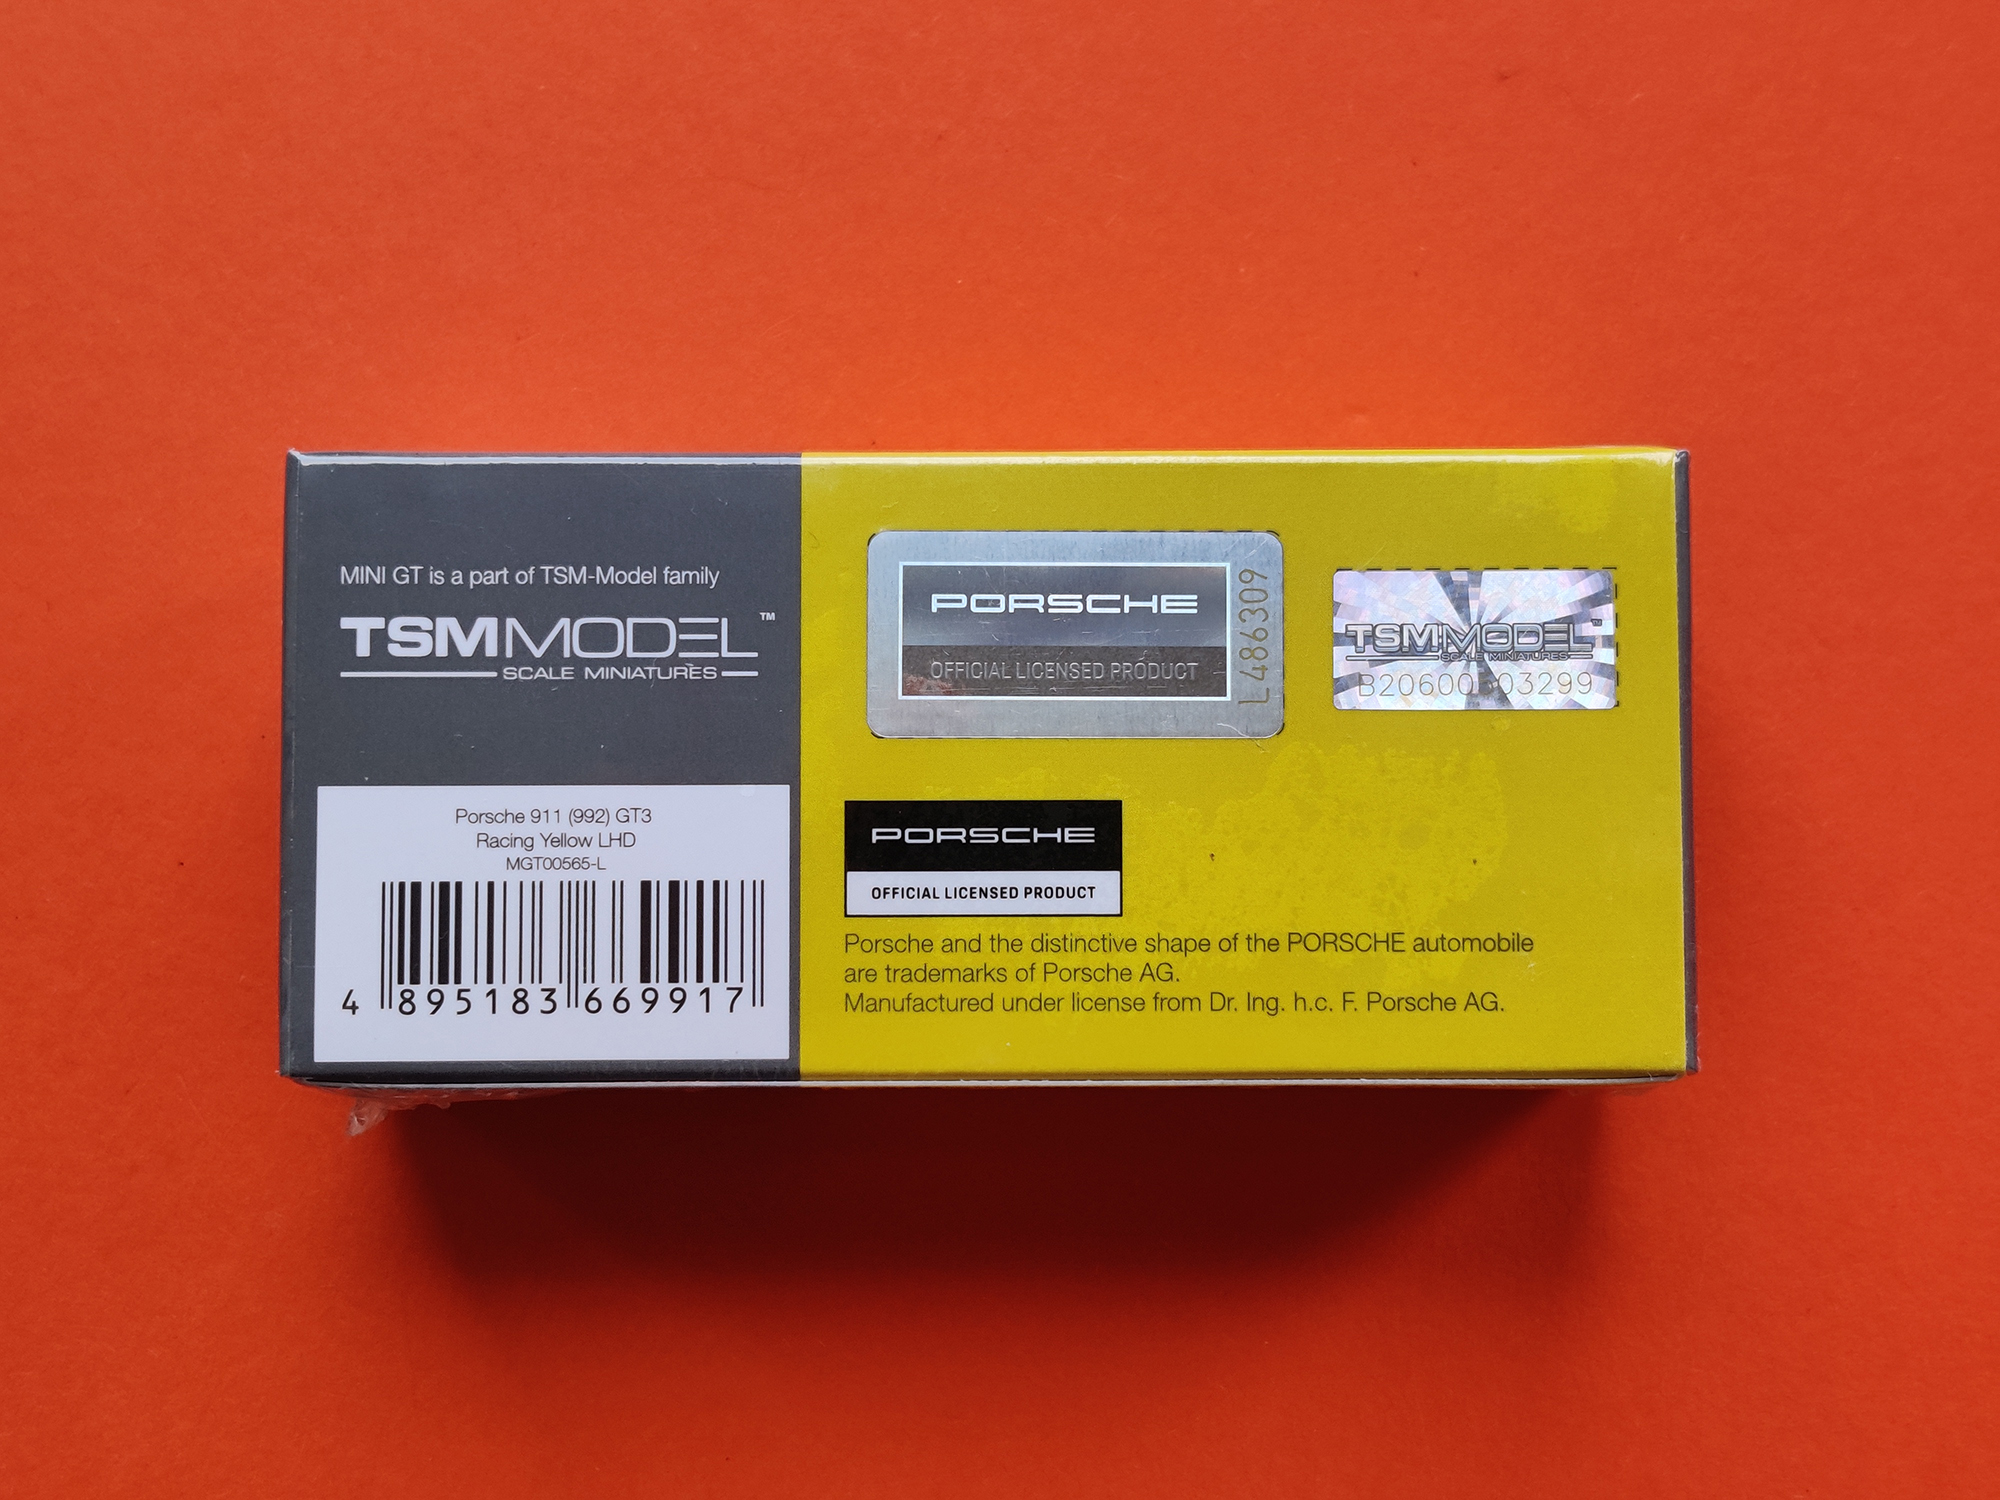 MINI GT is a part of TSM-Model family
TSMMODEL™
SCALE MINIATURES
Porsche 911 (992) GT3
Racing Yellow LHD
MGT00565-L
4 895183 669917
PORSCHE
OFFICIAL LICENSED PRODUCT
L 486309
TSMMODEL™
SCALE MINIATURES
PORSCHE
OFFICIAL LICENSED PRODUCT
Porsche and the distinctive shape of the PORSCHE automobile
are trademarks of Porsche AG.
Manufactured under license from Dr. Ing. h.c. F. Porsche AG.